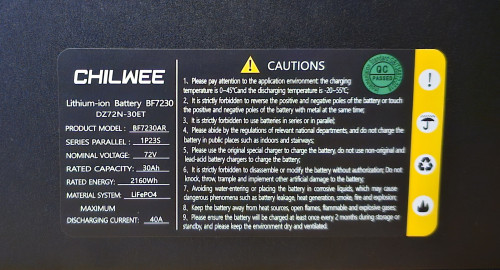 CHILWEE
Lithium-ion Battery BF7230
DZ72N-30ET
PRODUCT MODEL: BF7230AR
SERIES PARALLEL: 1P23S
NOMINAL VOLTAGE: 72V
RATED CAPACITY: 30Ah
RATED ENERGY: 2160Wh
MATERIAL SYSTEM: LiFePO4
MAXIMUM
DISCHARGING CURRENT: 40A
CAUTIONS
1、Please pay attention to the application environment: the charging
temperature is 0~45℃and the discharging temperature is -20~55℃;
2、It is strictly forbidden to reverse the positive and negative poles of the battery or touch
the positive and negative poles of the battery with metal at the same time;
3、It is strictly forbidden to use batteries in series or in parallel;
4、Please abide by the regulations of relevant national departments, and do not charge the
battery in public places such as indoors and stairways;
5、Please use the original special charger to charge the battery, do not use non-original and
lead-acid battery chargers to charge the battery;
6、It is strictly forbidden to disassemble or modify the battery without authorization; Do not
knock, throw, trample and implement other artificial damage to the battery;
7、Avoiding water-entering or placing the battery in corrosive liquids, which may cause
dangerous phenomena such as battery leakage, heat generation, smoke, fire and explosion;
8、Keep the battery away from heat sources, open flames, flammable and explosive gases;
9、Please ensure the battery will be charged at least once every 2 months during storage or
standby, and please keep the environment dry and ventilated.
QC
PASSED